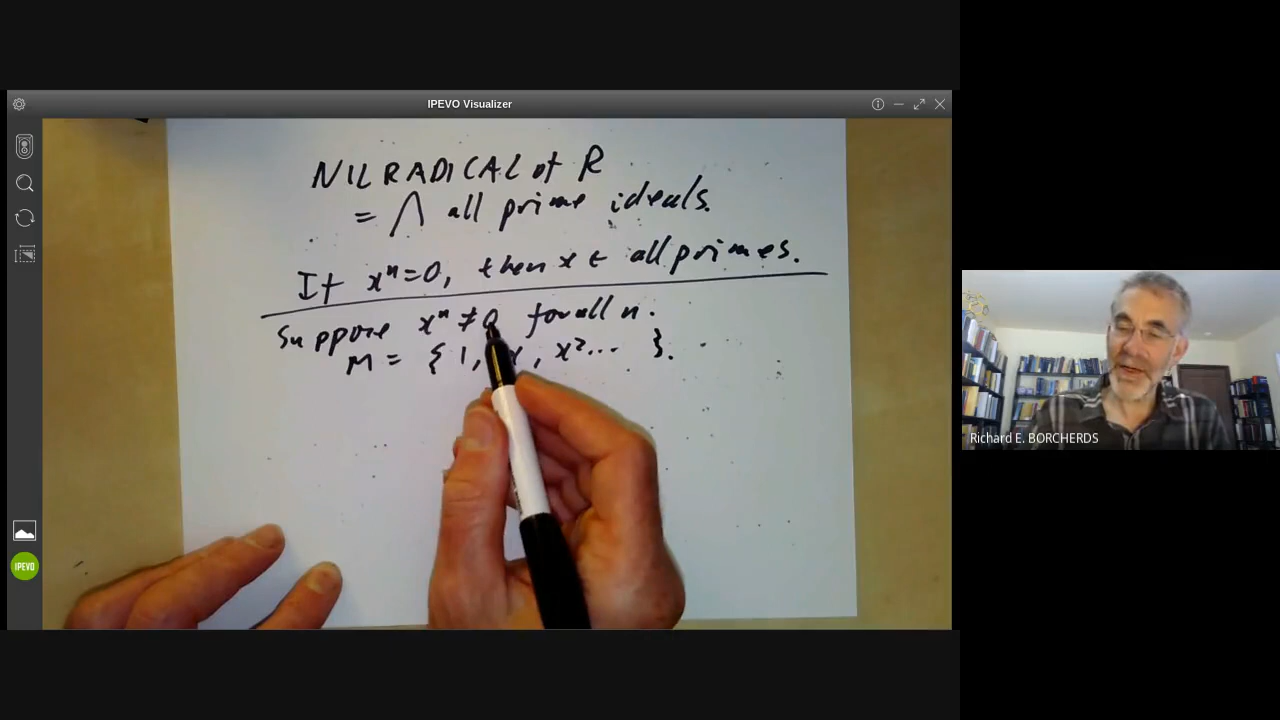 IPEVO Visualizer
NILRADICAL of R
= ⋂ all prime ideals.
If xⁿ=0, then x ∈ all primes.
Suppose xⁿ ≠ 0 for all n.
M = { 1, x, x² ... }.
Richard E. BORCHERDS
IPEVO